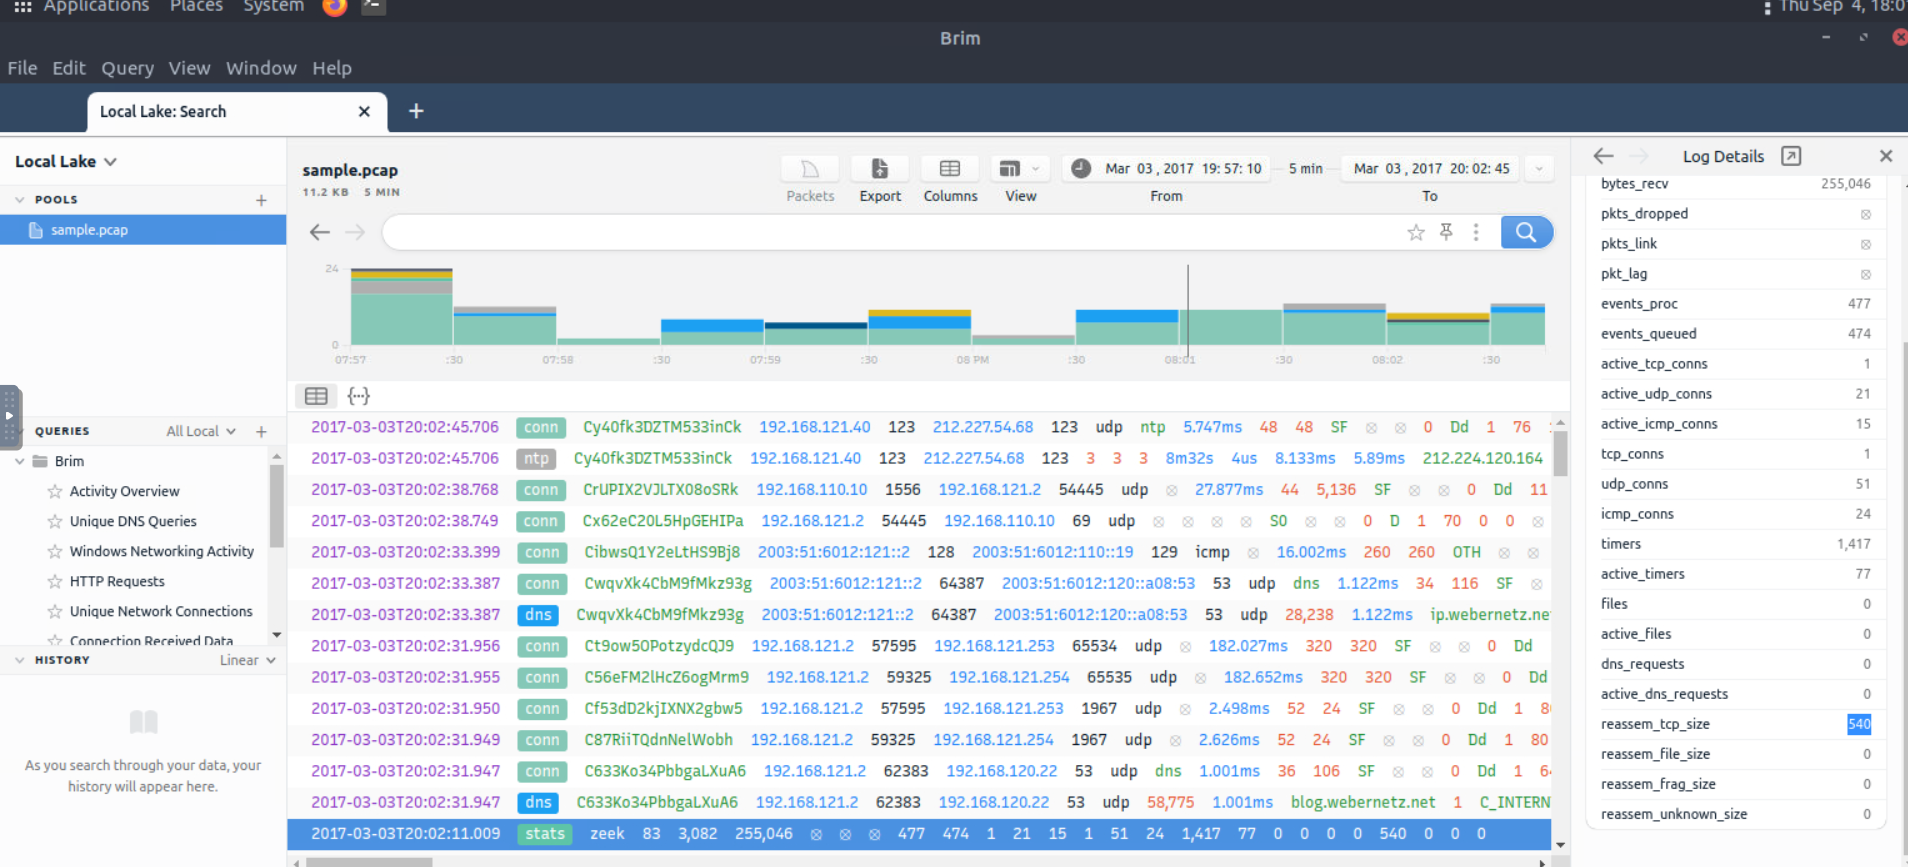 Applications Places System
Thu Sep 4, 18:0
Brim
File Edit Query View Window Help
Local Lake: Search
Local Lake
POOLS
sample.pcap
QUERIES All Local
Brim
Activity Overview
Unique DNS Queries
Windows Networking Activity
HTTP Requests
Unique Network Connections
Connection Received Data
HISTORY Linear
As you search through your data, your
history will appear here.
sample.pcap
11.2 KB 5 MIN
Packets Export Columns View
Mar 03 , 2017 19: 57: 10 5 min Mar 03 , 2017 20: 02: 45
From To
24
0
07:57 :30 07:58 :30 07:59 :30 08 PM :30 08:01 :30 08:02 :30
2017-03-03T20:02:45.706 conn Cy40fk3DZTM533inCk 192.168.121.40 123 212.227.54.68 123 udp ntp 5.747ms 48 48 SF 0 Dd 1 76
2017-03-03T20:02:45.706 ntp Cy40fk3DZTM533inCk 192.168.121.40 123 212.227.54.68 123 3 3 3 8m32s 4us 8.133ms 5.89ms 212.224.120.164
2017-03-03T20:02:38.768 conn CrUPIX2VJLTX08oSRk 192.168.110.10 1556 192.168.121.2 54445 udp 27.877ms 44 5,136 SF 0 Dd 11
2017-03-03T20:02:38.749 conn Cx62eC20L5HpGEHIPa 192.168.121.2 54445 192.168.110.10 69 udp S0 0 D 1 70 0 0
2017-03-03T20:02:33.399 conn CibwsQ1Y2eLtHS9Bj8 2003:51:6012:121::2 128 2003:51:6012:110::19 129 icmp 16.002ms 260 260 OTH
2017-03-03T20:02:33.387 conn CwqvXk4CbM9fMkz93g 2003:51:6012:121::2 64387 2003:51:6012:120::a08:53 53 udp dns 1.122ms 34 116 SF
2017-03-03T20:02:33.387 dns CwqvXk4CbM9fMkz93g 2003:51:6012:121::2 64387 2003:51:6012:120::a08:53 53 udp 28,238 1.122ms ip.webernetz.ne
2017-03-03T20:02:31.956 conn Ct9ow5OPotzydcQJ9 192.168.121.2 57595 192.168.121.253 65534 udp 182.027ms 320 320 SF 0 Dd
2017-03-03T20:02:31.955 conn C56eFM2lHcZ6ogMrm9 192.168.121.2 59325 192.168.121.254 65535 udp 182.652ms 320 320 SF 0 Dd
2017-03-03T20:02:31.950 conn Cf53dD2kjIXNX2gbw5 192.168.121.2 57595 192.168.121.253 1967 udp 2.498ms 52 24 SF 0 Dd 1
2017-03-03T20:02:31.949 conn C87RiiTQdnNelWobh 192.168.121.2 59325 192.168.121.254 1967 udp 2.626ms 52 24 SF 0 Dd 1 80
2017-03-03T20:02:31.947 conn C633Ko34PbbgaLXuA6 192.168.121.2 62383 192.168.120.22 53 udp dns 1.001ms 36 106 SF 0 Dd 1
2017-03-03T20:02:31.947 dns C633Ko34PbbgaLXuA6 192.168.121.2 62383 192.168.120.22 53 udp 58,775 1.001ms blog.webernetz.net 1 C_INTERN
2017-03-03T20:02:11.009 stats zeek 83 3,082 255,046 477 474 1 21 15 1 51 24 1,417 77 0 0 0 0 540 0 0 0
Log Details
bytes_recv 255,046
pkts_dropped
pkts_link
pkt_lag
events_proc 477
events_queued 474
active_tcp_conns 1
active_udp_conns 21
active_icmp_conns 15
tcp_conns 1
udp_conns 51
icmp_conns 24
timers 1,417
active_timers 77
files 0
active_files 0
dns_requests 0
active_dns_requests 0
reassem_tcp_size 540
reassem_file_size 0
reassem_frag_size 0
reassem_unknown_size 0